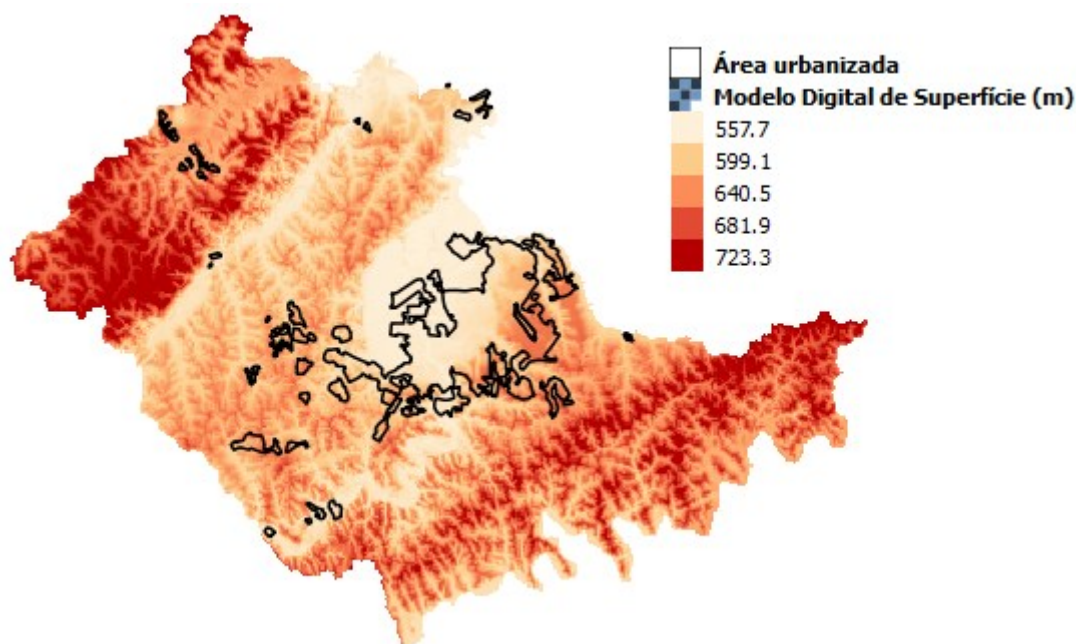 Área urbanizada
Modelo Digital de Superfície (m)
557.7
599.1
640.5
681.9
723.3